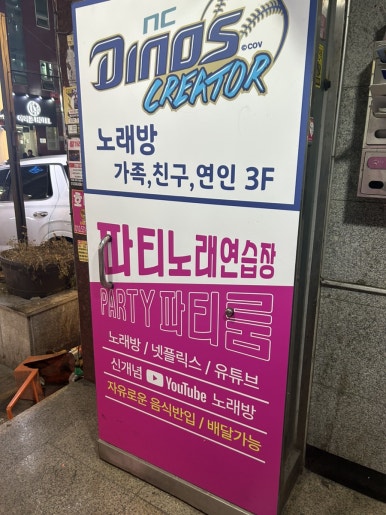 NC
DINOS
©COV
CREATOR
노래방
가족,친구,연인 3F
파티노래연습장
PARTY 파티룸
노래방 / 넷플릭스 / 유튜브
신개념 YouTube 노래방
자유로운 음식반입 / 배달가능